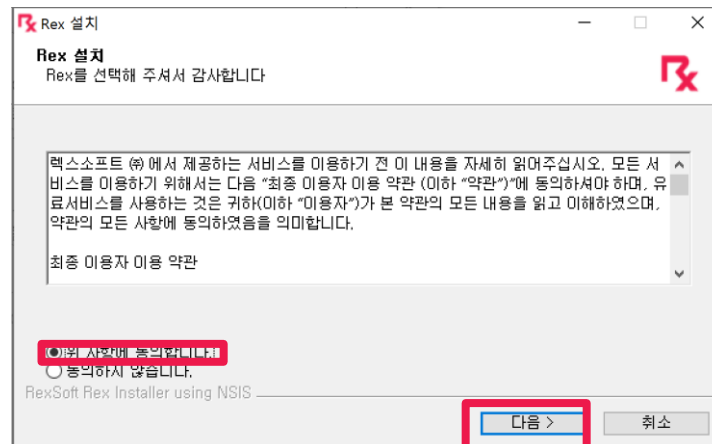 Rex 설치
Rex 설치
Rex를 선택해 주셔서 감사합니다
렉스소프트 ㈜ 에서 제공하는 서비스를 이용하기 전 이 내용을 자세히 읽어주십시오. 모든 서
비스를 이용하기 위해서는 다음 “최종 이용자 이용 약관 (이하 “약관”)”에 동의하셔야 하며, 유
료서비스를 사용하는 것은 귀하(이하 “이용자”)가 본 약관의 모든 내용을 읽고 이해하였으며,
약관의 모든 사항에 동의하였음을 의미합니다.
최종 이용자 이용 약관
위 사항에 동의합니다.
동의하지 않습니다.
RexSoft Rex Installer using NSIS
다음 >
취소